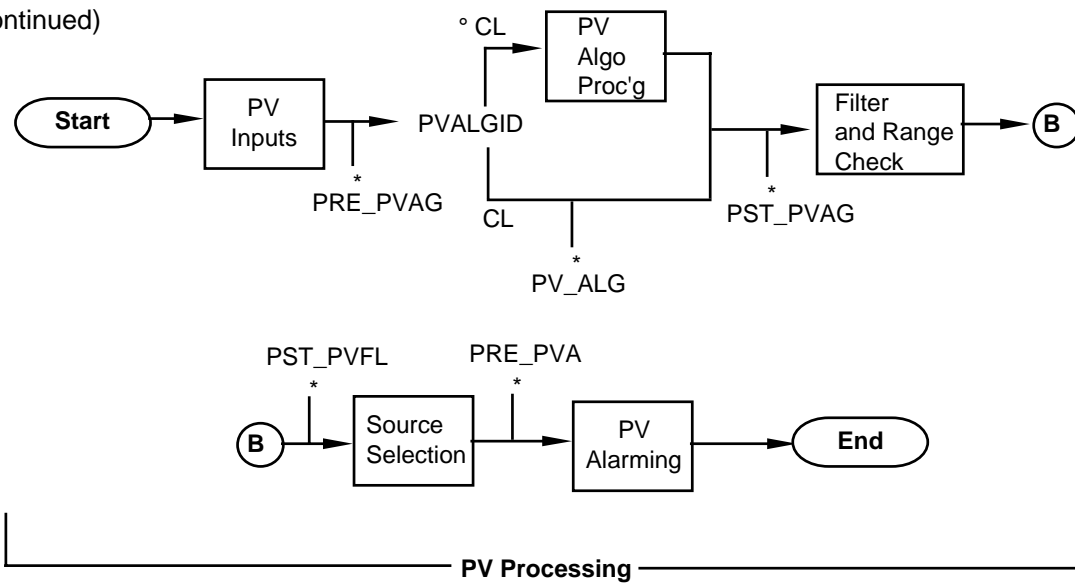 ontinued)
° CL
PV
Algo
Proc'g
Start
PV
Inputs
*
PRE_PVAG
PVALGID
CL
*
PV_ALG
*
PST_PVAG
Filter
and Range
Check
B
PST_PVFL
*
PRE_PVA
*
B
Source
Selection
PV
Alarming
End
PV Processing